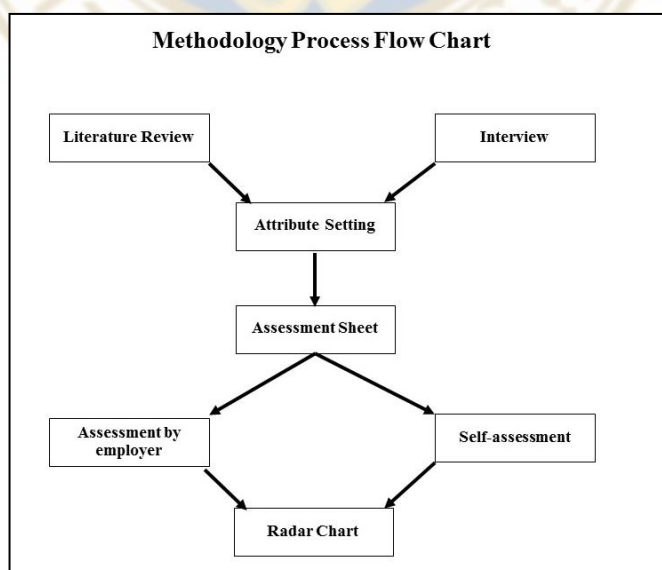 Methodology Process Flow Chart
Literature Review
Interview
Attribute Setting
Assessment Sheet
Assessment by
employer
Self-assessment
Radar Chart